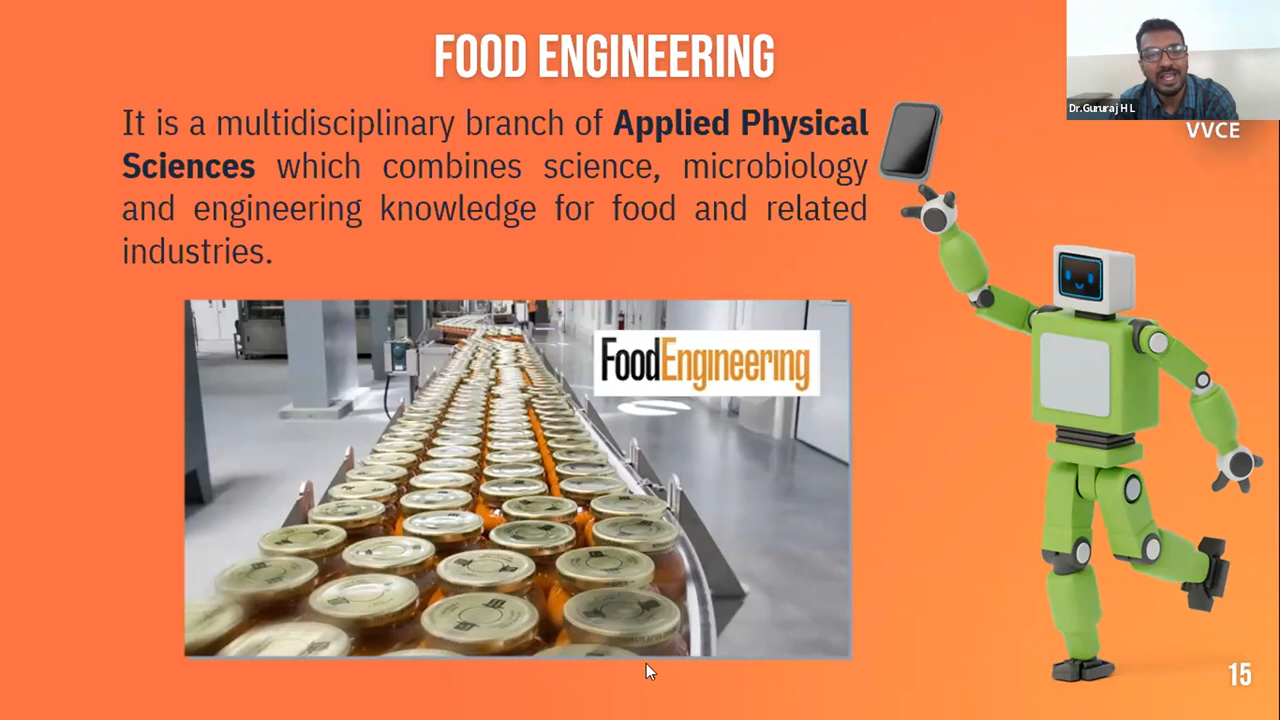 FOOD ENGINEERING
It is a multidisciplinary branch of Applied Physical
Sciences which combines science, microbiology
and engineering knowledge for food and related
industries.
FoodEngineering
Dr.Gururaj H L
VVCE
15